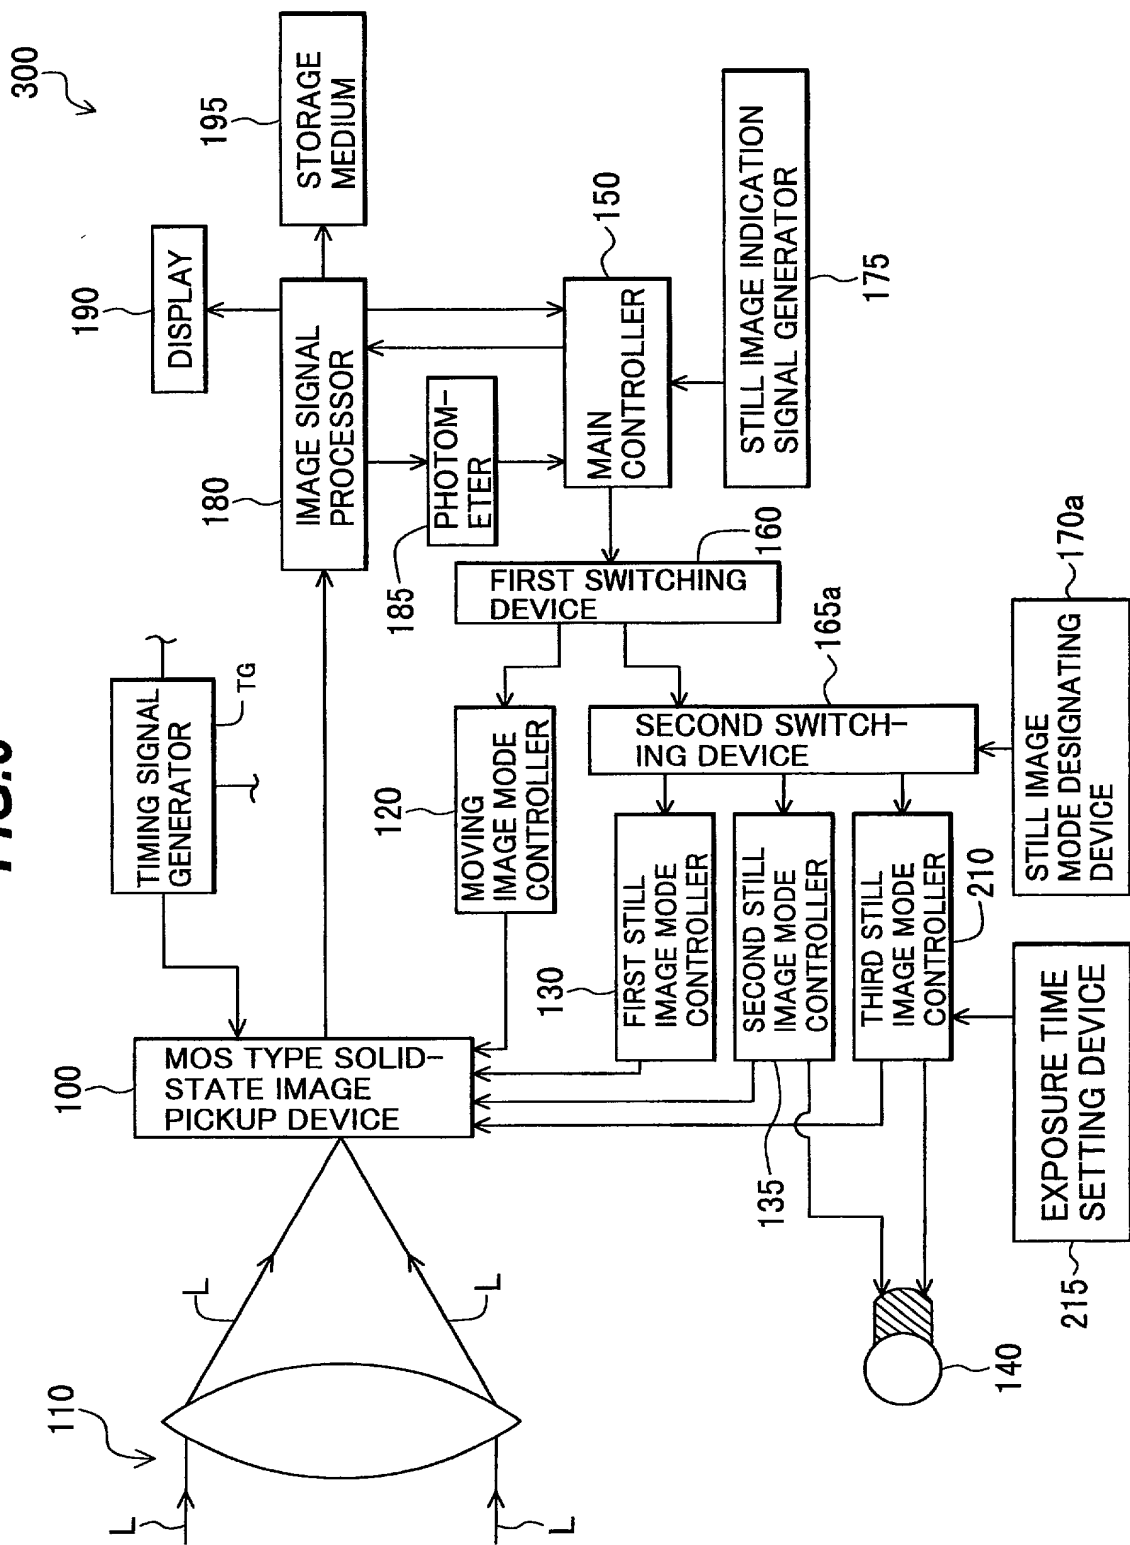 300
110
L
L
L
L
100
MOS TYPE SOLID-
STATE IMAGE
PICKUP DEVICE
TIMING SIGNAL
GENERATOR
TG
180
IMAGE SIGNAL
PROCESSOR
190
DISPLAY
195
STORAGE
MEDIUM
185
PHOTOM-
ETER
150
MAIN
CONTROLLER
120
MOVING
IMAGE MODE
CONTROLLER
FIRST SWITCHING
DEVICE
160
130
FIRST STILL
IMAGE MODE
CONTROLLER
SECOND SWITCH-
ING DEVICE
165a
STILL IMAGE INDICATION
SIGNAL GENERATOR
175
135
SECOND STILL
IMAGE MODE
CONTROLLER
THIRD STILL
IMAGE MODE
CONTROLLER
210
140
215
EXPOSURE TIME
SETTING DEVICE
STILL IMAGE
MODE DESIGNATING
DEVICE
170a